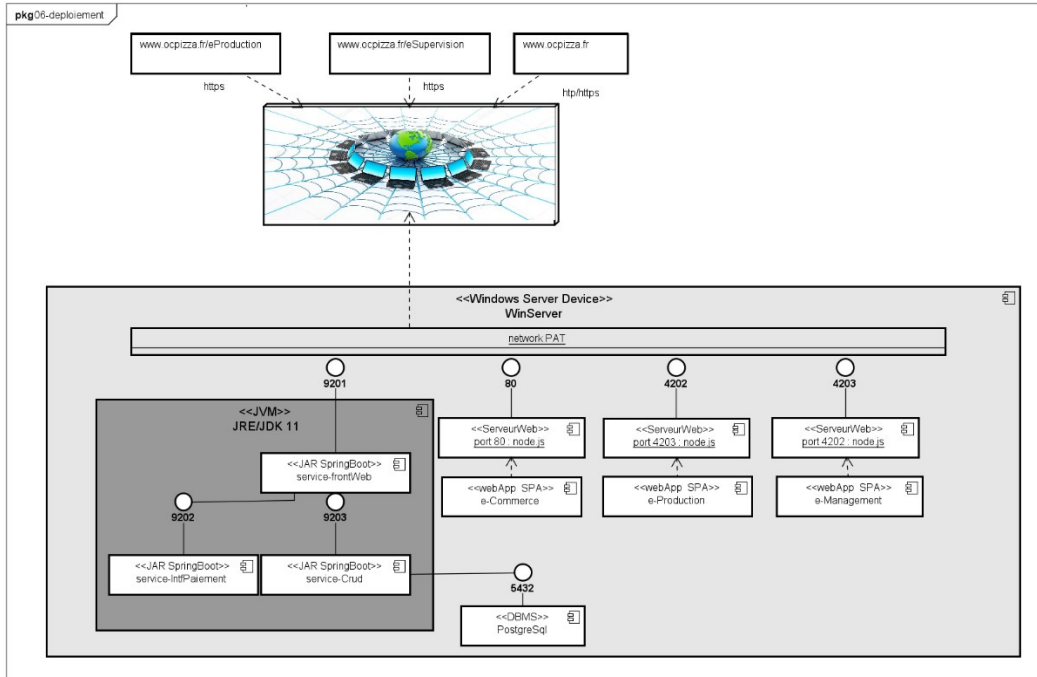 pkg 06-deploiement
www.ocpizza.fr/eProduction
www.ocpizza.fr/eSupervision
www.ocpizza.fr
https
https
htp/https
<<Windows Server Device>>
WinServer
network PAT
9201
80
4202
4203
<<JVM>>
JRE/JDK 11
<<ServeurWeb>>
port 80 : node.js
<<ServeurWeb>>
port 4203 : node.js
<<ServeurWeb>>
port 4202 : node.js
<<JAR SpringBoot>>
service-frontWeb
<<webApp SPA>>
e-Commerce
<<webApp SPA>>
e-Production
<<webApp SPA>>
e-Management
9202
9203
<<JAR SpringBoot>>
service-IntfPaiement
<<JAR SpringBoot>>
service-Crud
5432
<<DBMS>>
PostgreSql